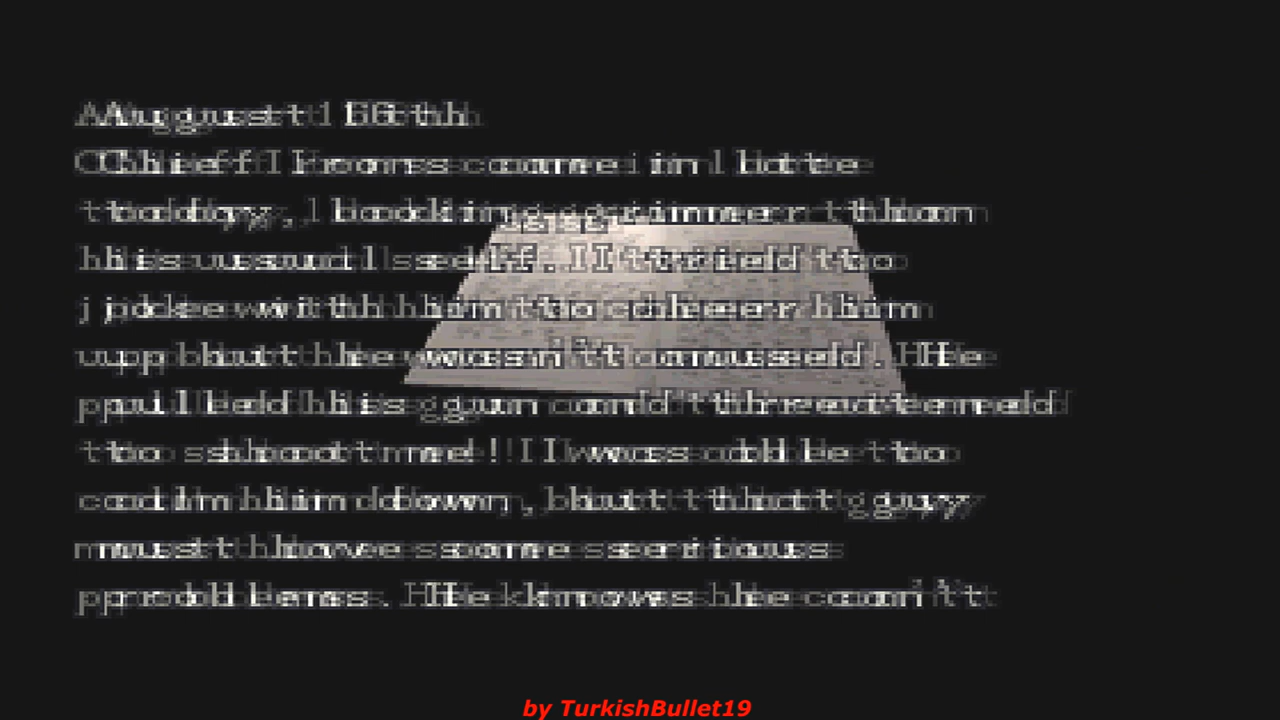 August 16th
Chief Irons came in late
today, looking grimmer than
his usual self. I tried to
joke with him to cheer him
up but he wasn't amused. He
pulled his gun and threatened
to shoot me! I was able to
calm him down, but that guy
must have some serious
problems. He knows he can't
by TurkishBullet19